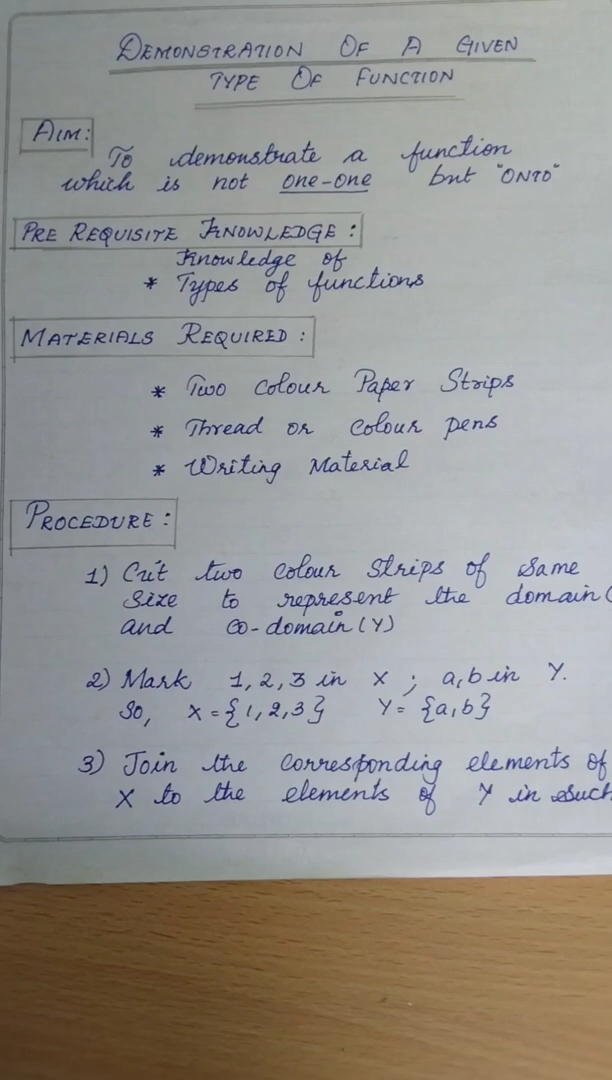 DEMONSTRATION OF A GIVEN
TYPE OF FUNCTION
AIM:
To demonstrate a function
which is not one-one but "ONTO"
PRE REQUISITE KNOWLEDGE:
Knowledge of
* Types of functions
MATERIALS REQUIRED:
* Two Colour Paper Strips
* Thread or Colour pens
* Writing Material
PROCEDURE:
1) Cut two colour strips of same
size to represent the domain(
and co-domain (Y)
2) Mark 1, 2, 3 in X ; a, b in Y.
So, X = {1, 2, 3} Y = {a, b}
3) Join the corresponding elements of
X to the elements of Y in such